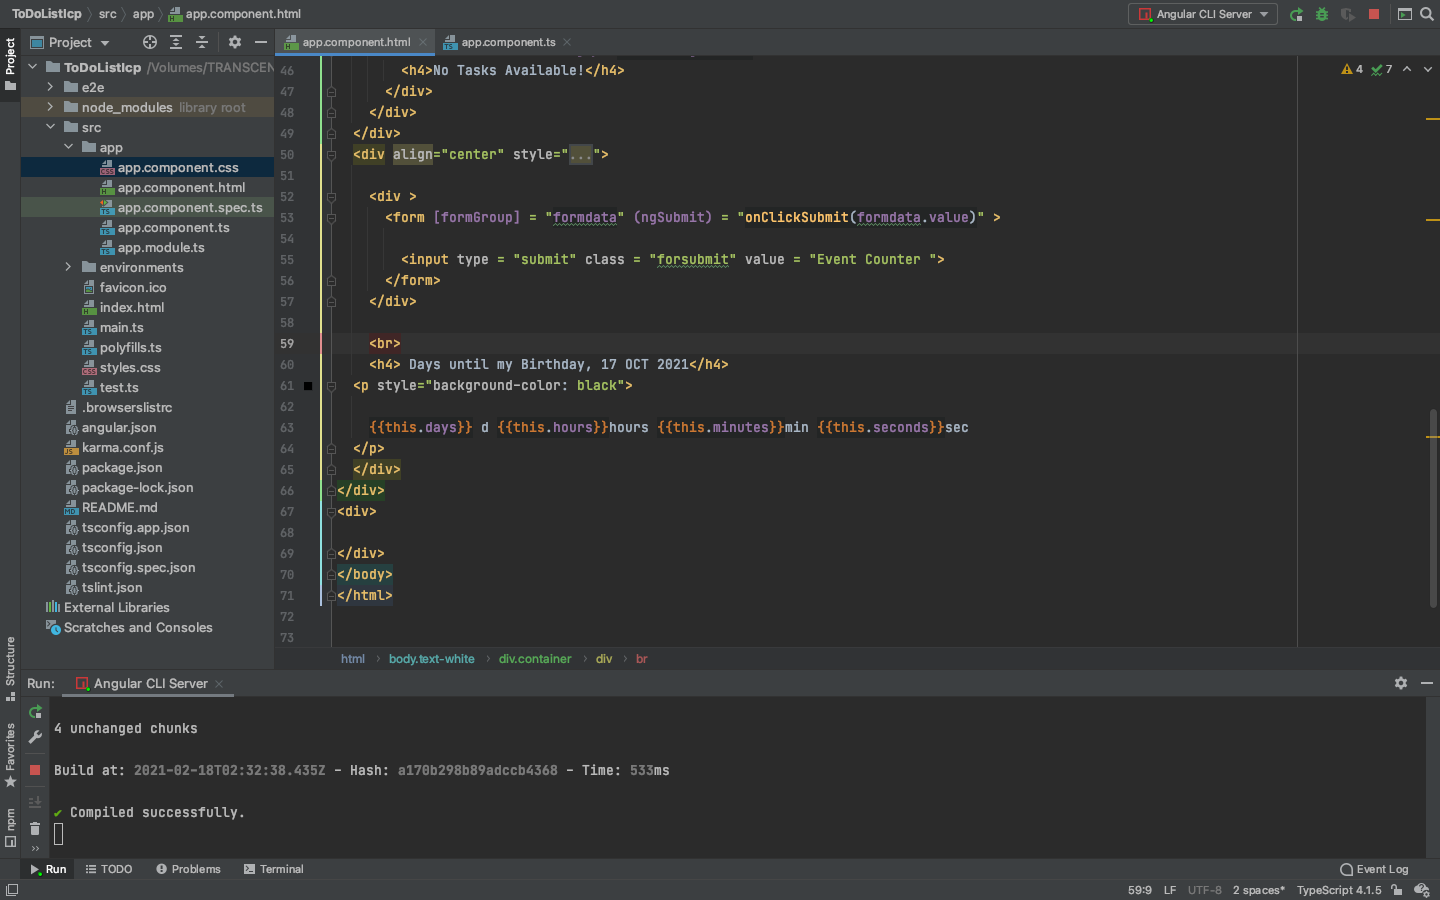 ToDoListIcp src app app.component.html Angular CLI Server
Project
Project
app.component.html
app.component.ts
ToDoListIcp /Volumes/TRANSCEN
e2e
node_modules library root
src
app
app.component.css
app.component.html
app.component.spec.ts
app.component.ts
app.module.ts
environments
favicon.ico
index.html
main.ts
polyfills.ts
styles.css
test.ts
.browserslistrc
angular.json
karma.conf.js
package.json
package-lock.json
README.md
tsconfig.app.json
tsconfig.json
tsconfig.spec.json
tslint.json
External Libraries
Scratches and Consoles
4 7
46 <h4>No Tasks Available!</h4>
47 </div>
48 </div>
49 </div>
50 <div align="center" style="...">
51
52 <div >
53 <form [formGroup] = "formdata" (ngSubmit) = "onClickSubmit(formdata.value)" >
54
55 <input type = "submit" class = "forsubmit" value = "Event Counter ">
56 </form>
57 </div>
58
59 <br>
60 <h4> Days until my Birthday, 17 OCT 2021</h4>
61 <p style="background-color: black">
62
63 {{this.days}} d {{this.hours}}hours {{this.minutes}}min {{this.seconds}}sec
64 </p>
65 </div>
66 </div>
67 <div>
68
69 </div>
70 </body>
71 </html>
72
73
html body.text-white div.container div br
Structure
Favorites
npm
Run: Angular CLI Server
4 unchanged chunks
Build at: 2021-02-18T02:32:38.435Z - Hash: a170b298b89adccb4368 - Time: 533ms
✔ Compiled successfully.
Run TODO Problems Terminal Event Log
59:9 LF UTF-8 2 spaces* TypeScript 4.1.5